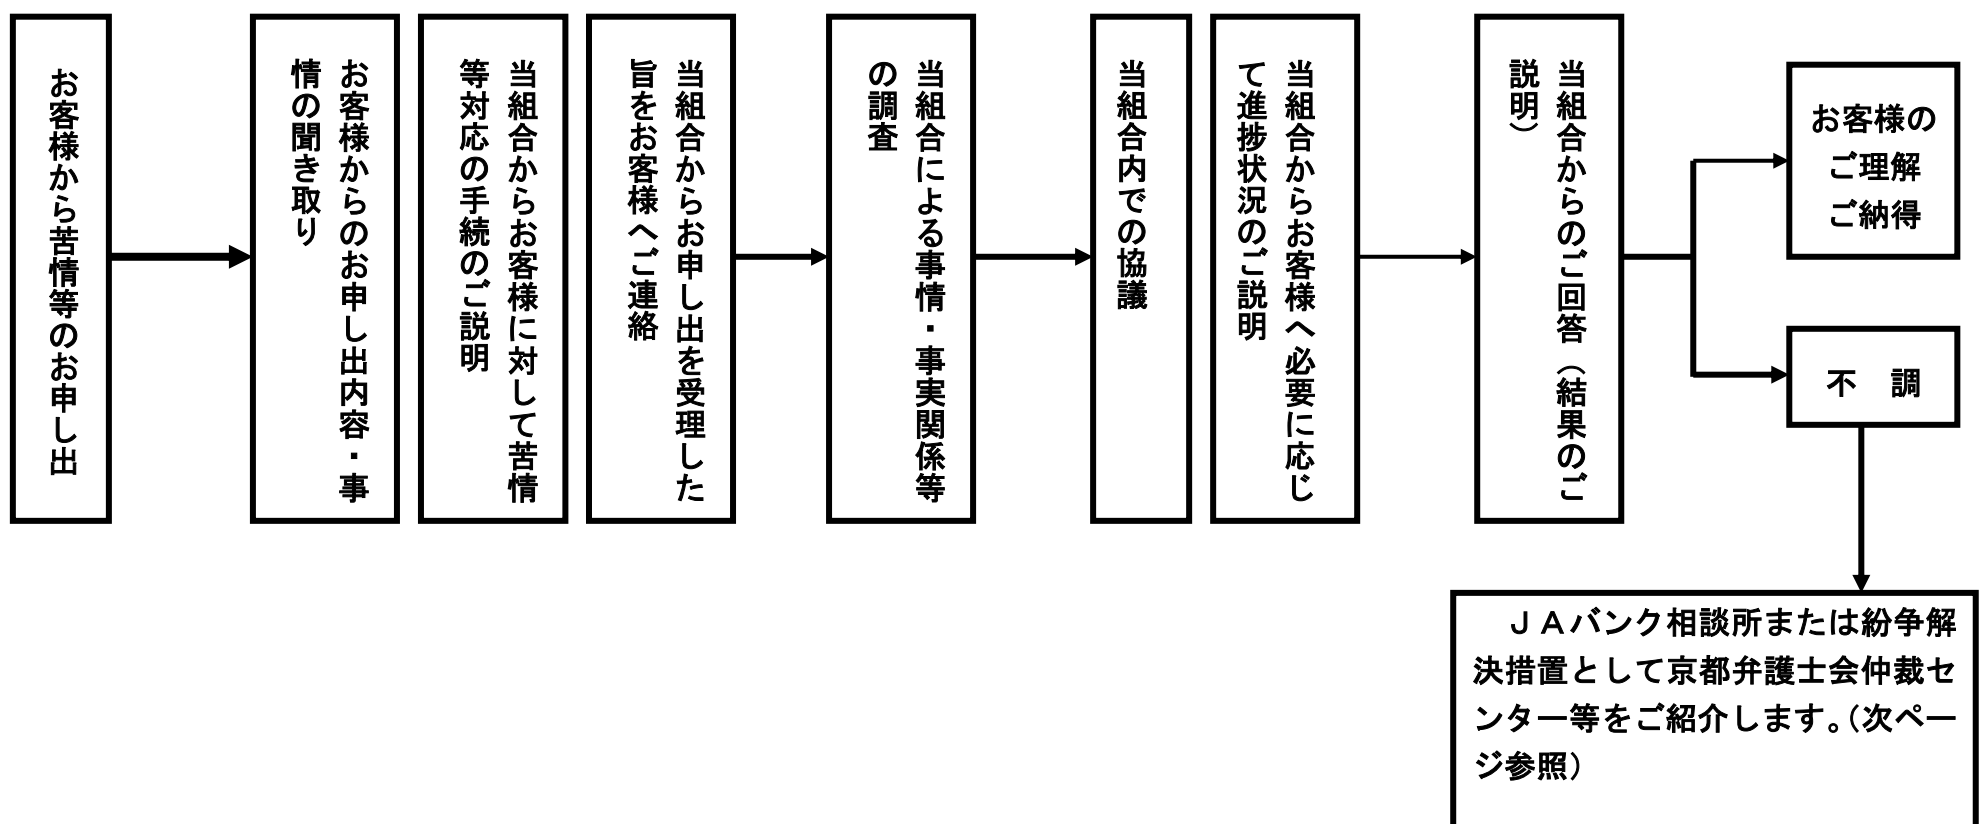 お客様から苦情等のお申し出
お客様からのお申し出内容・事
情の聞き取り
当組合からお客様に対して苦情
等対応の手続のご説明
当組合からお申し出を受理した
旨をお客様へご連絡
当組合による事情・事実関係等
の調査
当組合内での協議
当組合からお客様へ必要に応じ
て進捗状況のご説明
当組合からのご回答（結果のご
説明）
お客様の
ご理解
ご納得
不　調
ＪＡバンク相談所または紛争解
決措置として京都弁護士会仲裁セ
ンター等をご紹介します。（次ペー
ジ参照）